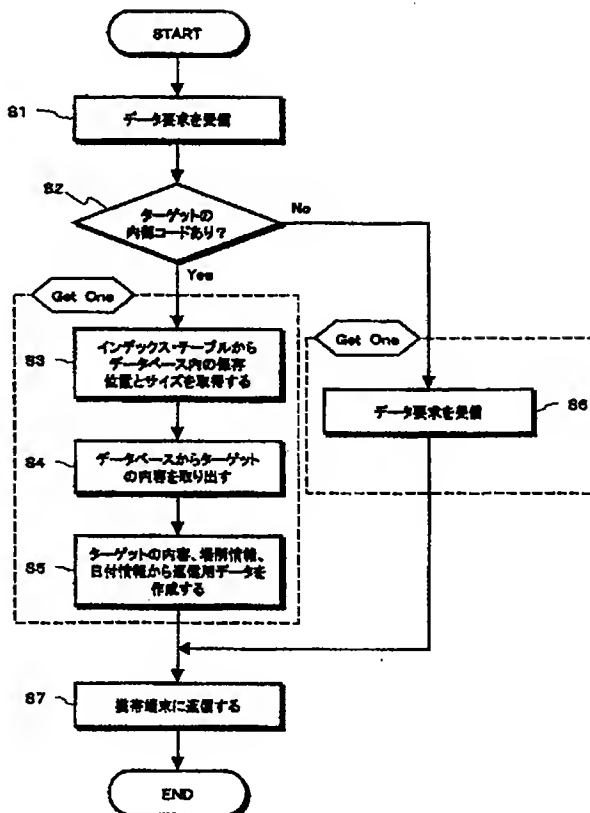 START
S1
データ要求を受信
S2
ターゲットの
内部コードあり?
No
Yes
Get One
S3
インデックス・テーブルから
データベース内の保存
位置とサイズを取得する
Get One
データ要求を受信
S6
S4
データベースからターゲット
の内容を取り出す
S5
ターゲットの内容、場所情報、
日付情報から返信用データを
作成する
S7
携帯端末に返信する
END